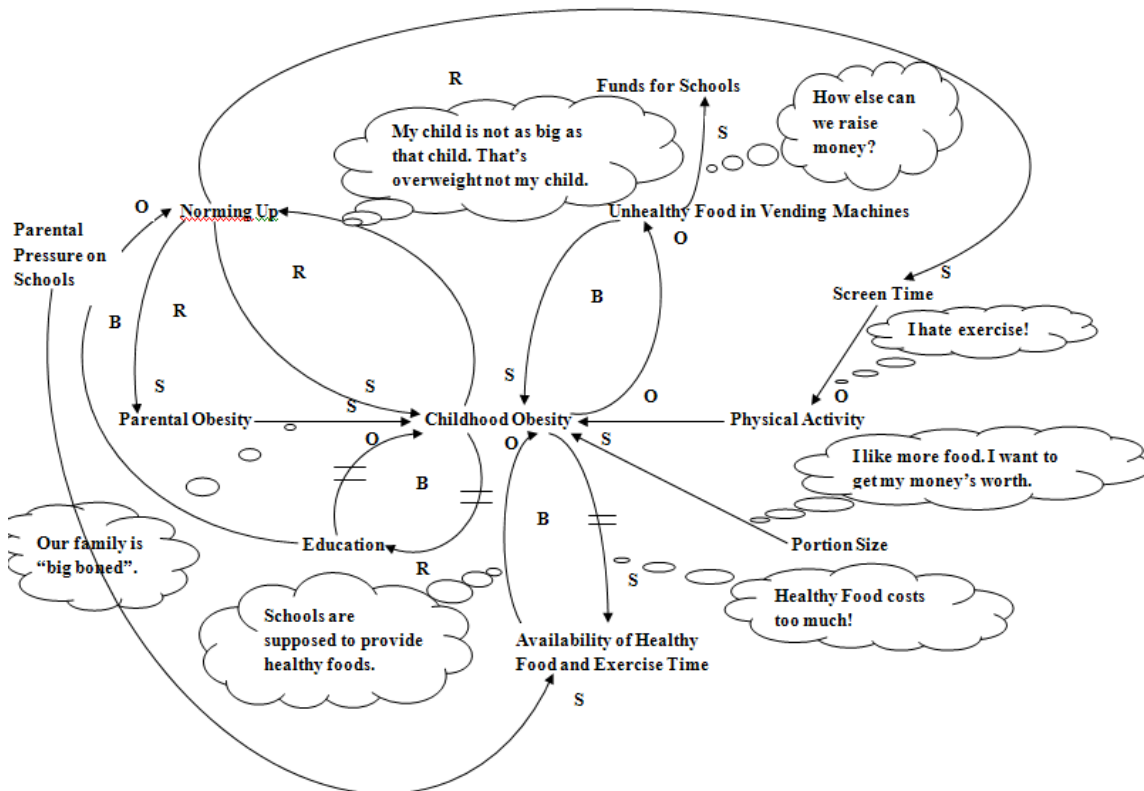 R
Funds for Schools
How else can
we raise
money?
S
My child is not as big as
that child. That's
overweight not my child.
O
Norming Up
Unhealthy Food in Vending Machines
Parental
Pressure on
Schools
O
R
B
S
Screen Time
B
R
I hate exercise!
S
S
S
S
O
O
Parental Obesity
Childhood Obesity
Physical Activity
O
O
S
I like more food. I want to
get my money's worth.
B
B
Our family is
"big boned".
Education
Portion Size
R
S
Schools are
supposed to provide
healthy foods.
Healthy Food costs
too much!
Availability of Healthy
Food and Exercise Time
S